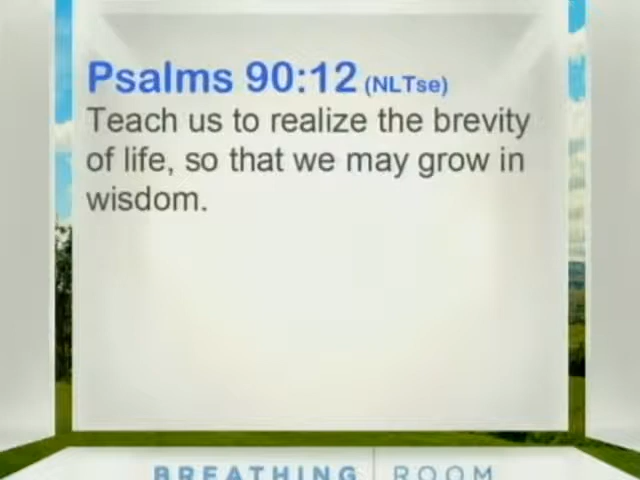 Psalms 90:12 (NLTse)
Teach us to realize the brevity
of life, so that we may grow in
wisdom.
BREATHING | ROOM